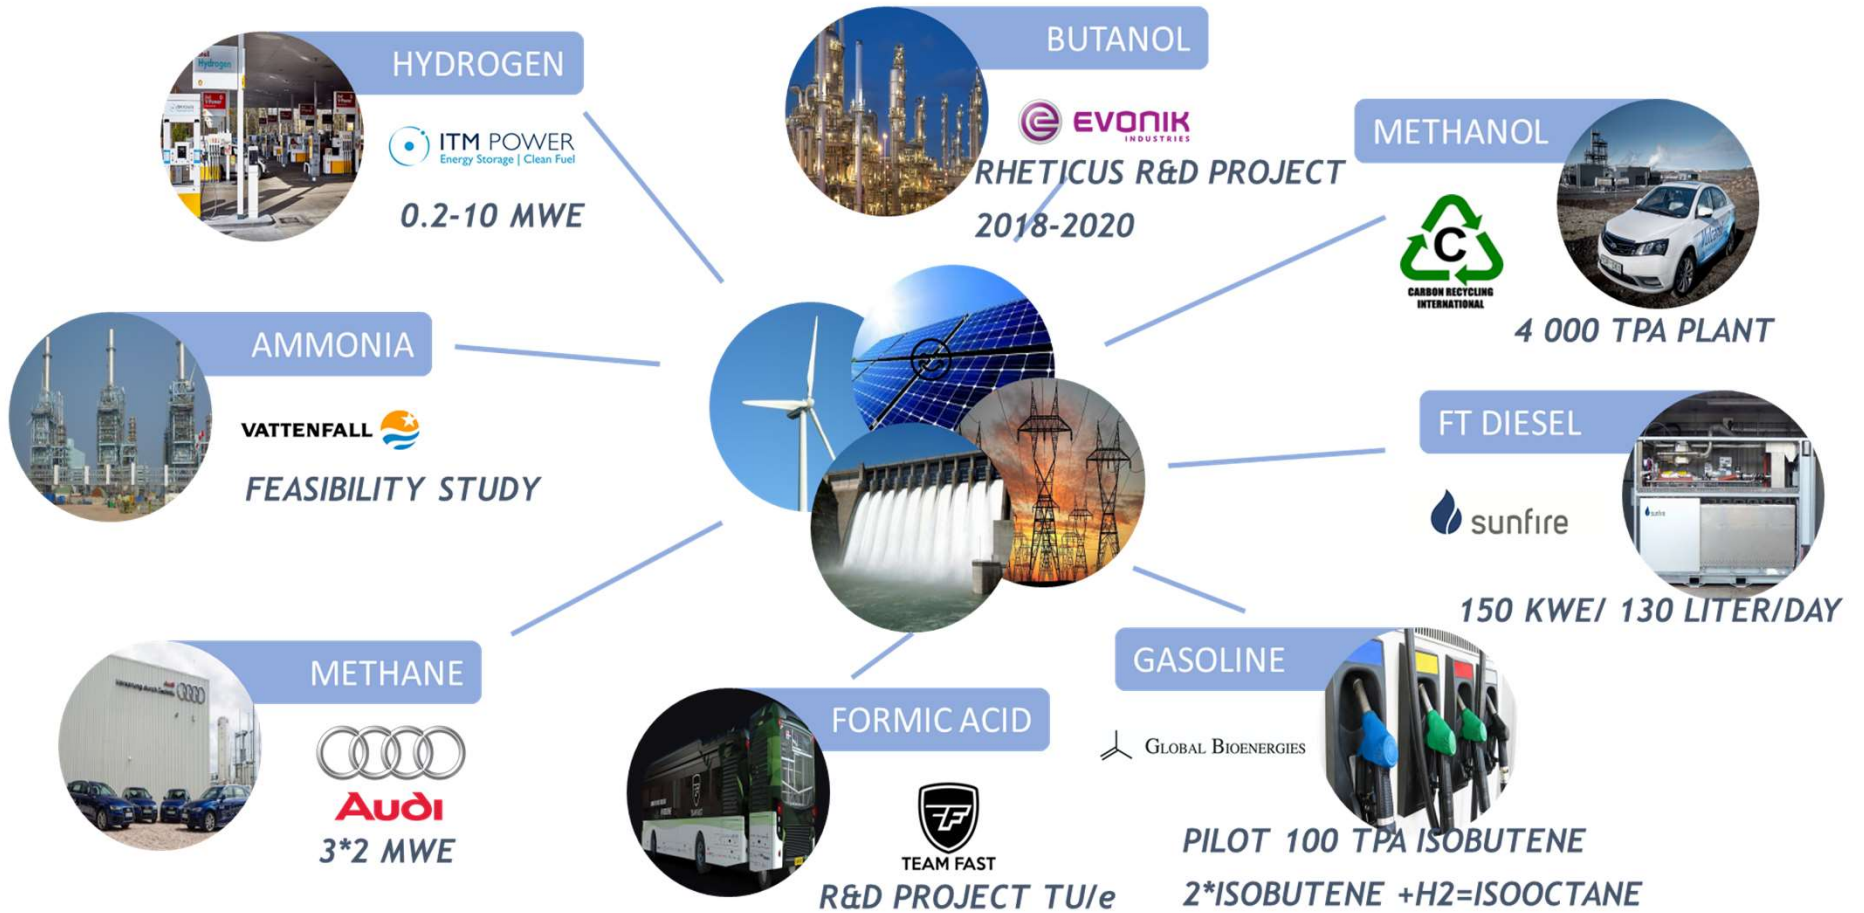 HYDROGEN
Hydrogen
ITM POWER
Energy Storage | Clean Fuel
0.2-10 MWE
BUTANOL
EVONIK
INDUSTRIES
RHETICUS R&D PROJECT
2018-2020
METHANOL
C
CARBON RECYCLING
INTERNATIONAL
4 000 TPA PLANT
AMMONIA
VATTENFALL
FEASIBILITY STUDY
FT DIESEL
sunfire
sunfire
150 KWE/ 130 LITER/DAY
METHANE
Audi
Audi
3*2 MWE
FORMIC ACID
TEAM FAST
R&D PROJECT TU/e
GASOLINE
GLOBAL BIOENERGIES
PILOT 100 TPA ISOBUTENE
2*ISOBUTENE +H2=ISOOCTANE